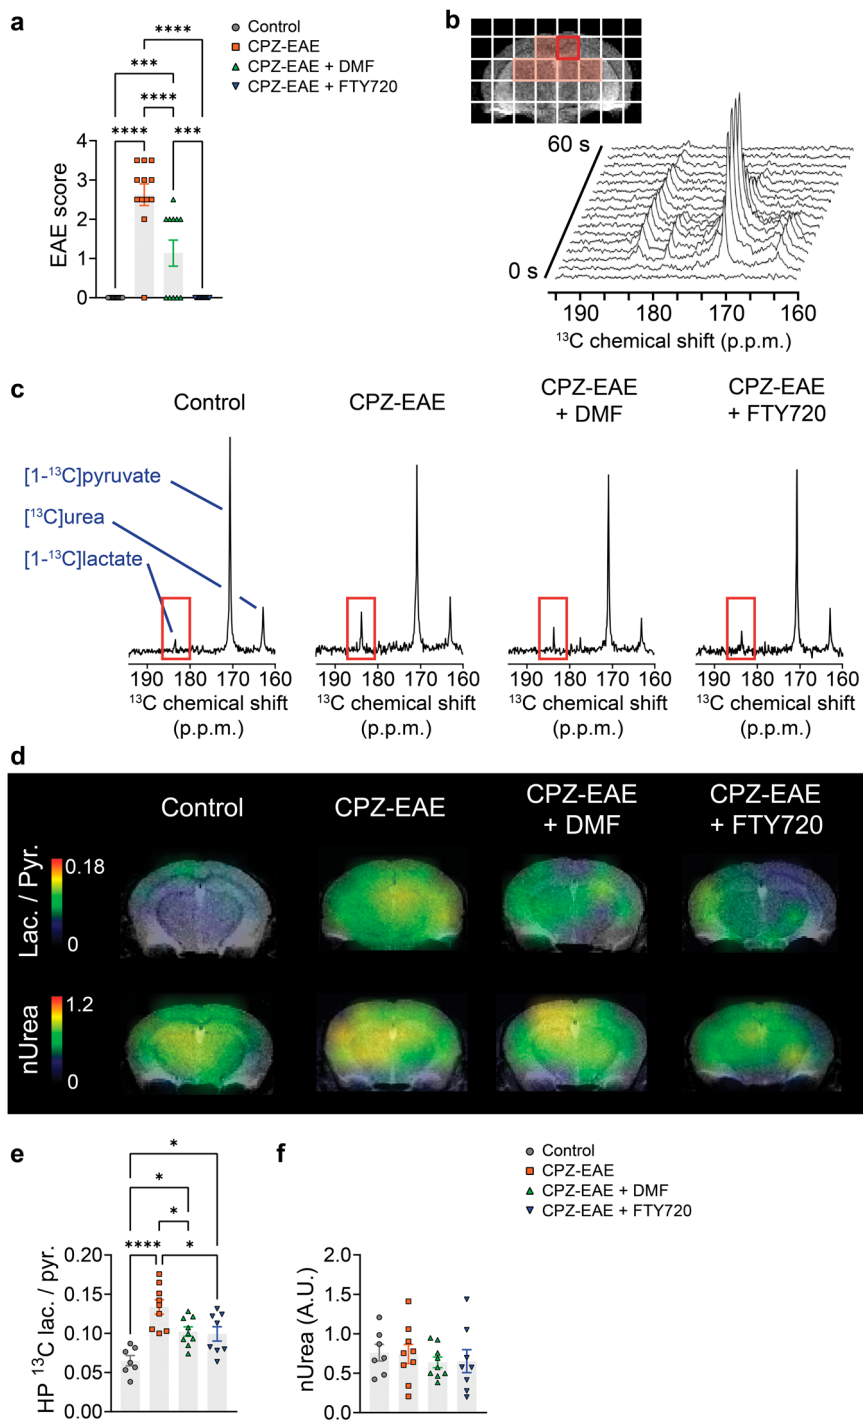 a
Control
CPZ-EAE
CPZ-EAE + DMF
CPZ-EAE + FTY720
****
***
****
**** ***
EAE score
4
3
2
1
0
b
60 s
0 s
190 180 170 160
¹³C chemical shift (p.p.m.)
c
Control
CPZ-EAE
CPZ-EAE
+ DMF
CPZ-EAE
+ FTY720
[1-¹³C]pyruvate
[¹³C]urea
[1-¹³C]lactate
190 180 170 160
¹³C chemical shift
(p.p.m.)
190 180 170 160
¹³C chemical shift
(p.p.m.)
190 180 170 160
¹³C chemical shift
(p.p.m.)
190 180 170 160
¹³C chemical shift
(p.p.m.)
d
Control
CPZ-EAE
CPZ-EAE
+ DMF
CPZ-EAE
+ FTY720
Lac. / Pyr.
0.18
0
nUrea
1.2
0
e
*
*
*
**** *
HP ¹³C lac. / pyr.
0.20
0.15
0.10
0.05
0.00
f
Control
CPZ-EAE
CPZ-EAE + DMF
CPZ-EAE + FTY720
nUrea (A.U.)
2.0
1.5
1.0
0.5
0.0